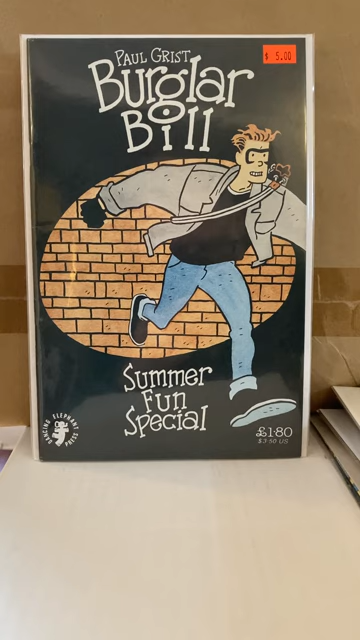 PAUL GRIST
$ 5.00
Burglar
Bill
Summer
Fun
Special
DANCING ELEPHANT PRESS
£1·80
$3·50 US